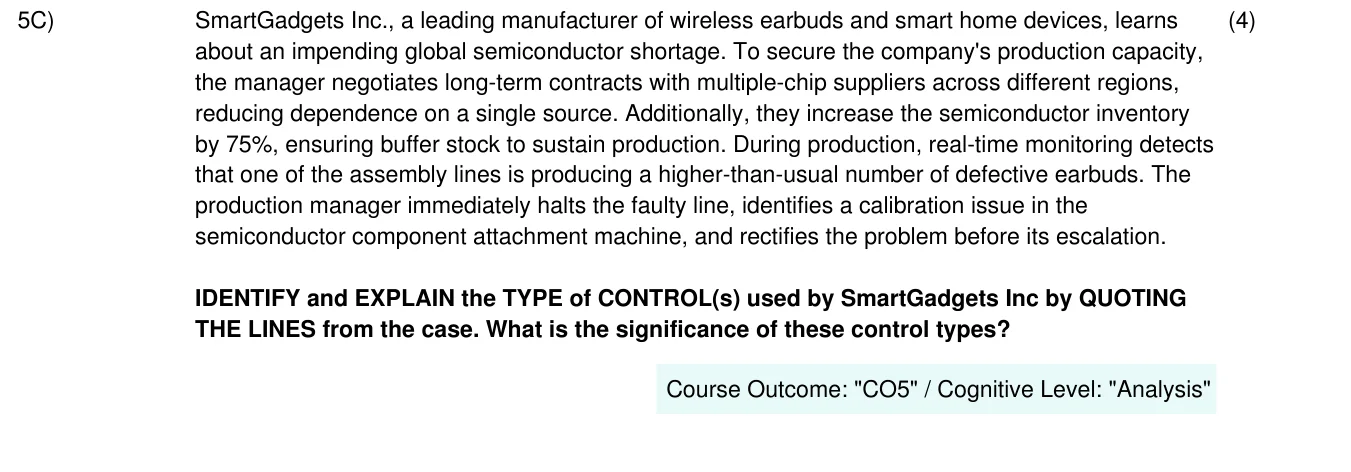 5C) SmartGadgets Inc., a leading manufacturer of wireless earbuds and smart home devices, learns (4)
about an impending global semiconductor shortage. To secure the company's production capacity,
the manager negotiates long-term contracts with multiple-chip suppliers across different regions,
reducing dependence on a single source. Additionally, they increase the semiconductor inventory
by 75%, ensuring buffer stock to sustain production. During production, real-time monitoring detects
that one of the assembly lines is producing a higher-than-usual number of defective earbuds. The
production manager immediately halts the faulty line, identifies a calibration issue in the
semiconductor component attachment machine, and rectifies the problem before its escalation.
IDENTIFY and EXPLAIN the TYPE of CONTROL(s) used by SmartGadgets Inc by QUOTING
THE LINES from the case. What is the significance of these control types?
Course Outcome: "CO5" / Cognitive Level: "Analysis"